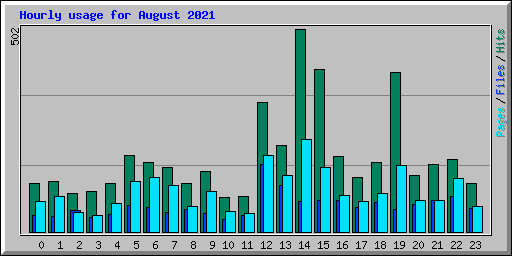 Hourly usage for August 2021
502
Pages/Files/Hits
0 1 2 3 4 5 6 7 8 9 10 11 12 13 14 15 16 17 18 19 20 21 22 23